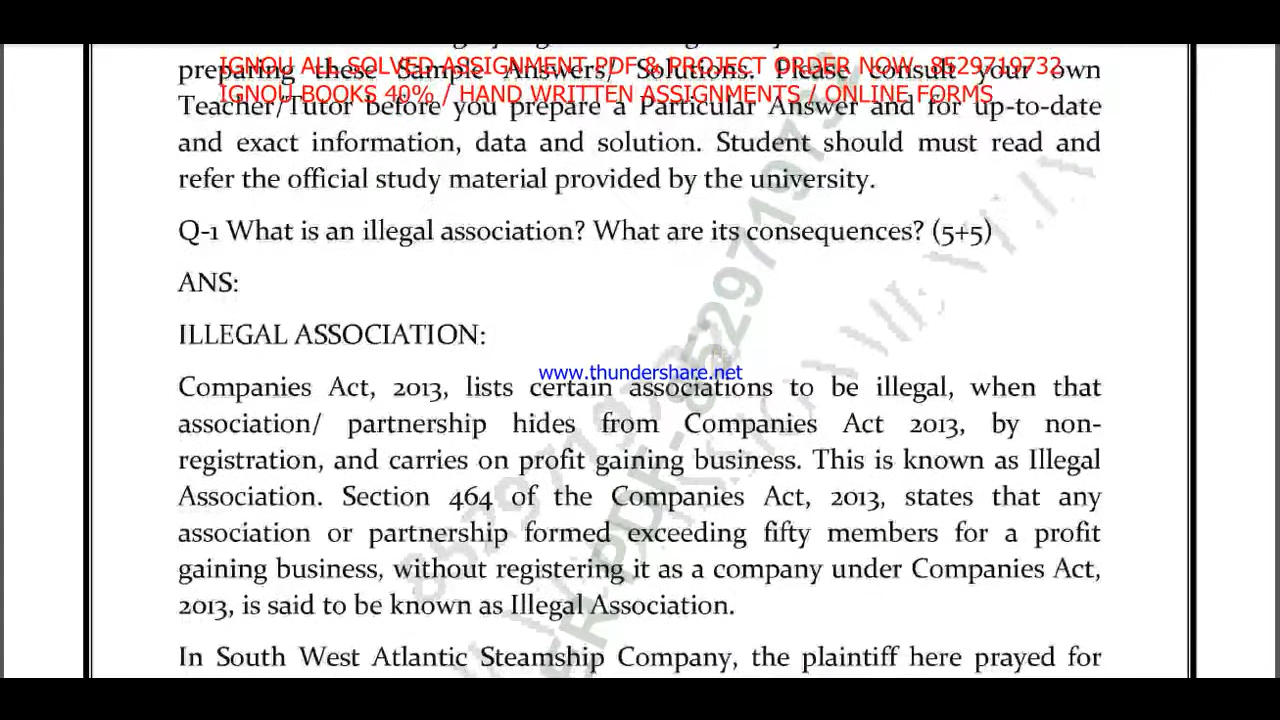 IGNOU ALL SOLVED ASSIGNMENT PDF & PROJECT ORDER NOW- 8529719732
preparing these Sample Answers/ Solutions. Please consult your own
IGNOU BOOKS 40% / HAND WRITTEN ASSIGNMENTS / ONLINE FORMS
Teacher/Tutor before you prepare a Particular Answer and for up-to-date
and exact information, data and solution. Student should must read and
refer the official study material provided by the university.
Q-1 What is an illegal association? What are its consequences? (5+5)
ANS:
ILLEGAL ASSOCIATION:
www.thundershare.net
Companies Act, 2013, lists certain associations to be illegal, when that
association/ partnership hides from Companies Act 2013, by non-
registration, and carries on profit gaining business. This is known as Illegal
Association. Section 464 of the Companies Act, 2013, states that any
association or partnership formed exceeding fifty members for a profit
gaining business, without registering it as a company under Companies Act,
2013, is said to be known as Illegal Association.
In South West Atlantic Steamship Company, the plaintiff here prayed for